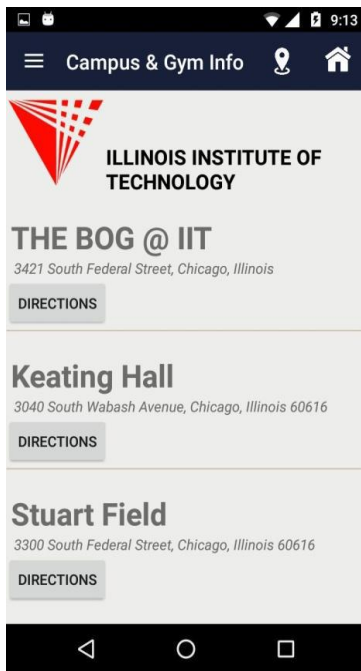 9:13
Campus & Gym Info
ILLINOIS INSTITUTE OF
TECHNOLOGY
THE BOG @ IIT
3421 South Federal Street, Chicago, Illinois
DIRECTIONS
Keating Hall
3040 South Wabash Avenue, Chicago, Illinois 60616
DIRECTIONS
Stuart Field
3300 South Federal Street, Chicago, Illinois 60616
DIRECTIONS